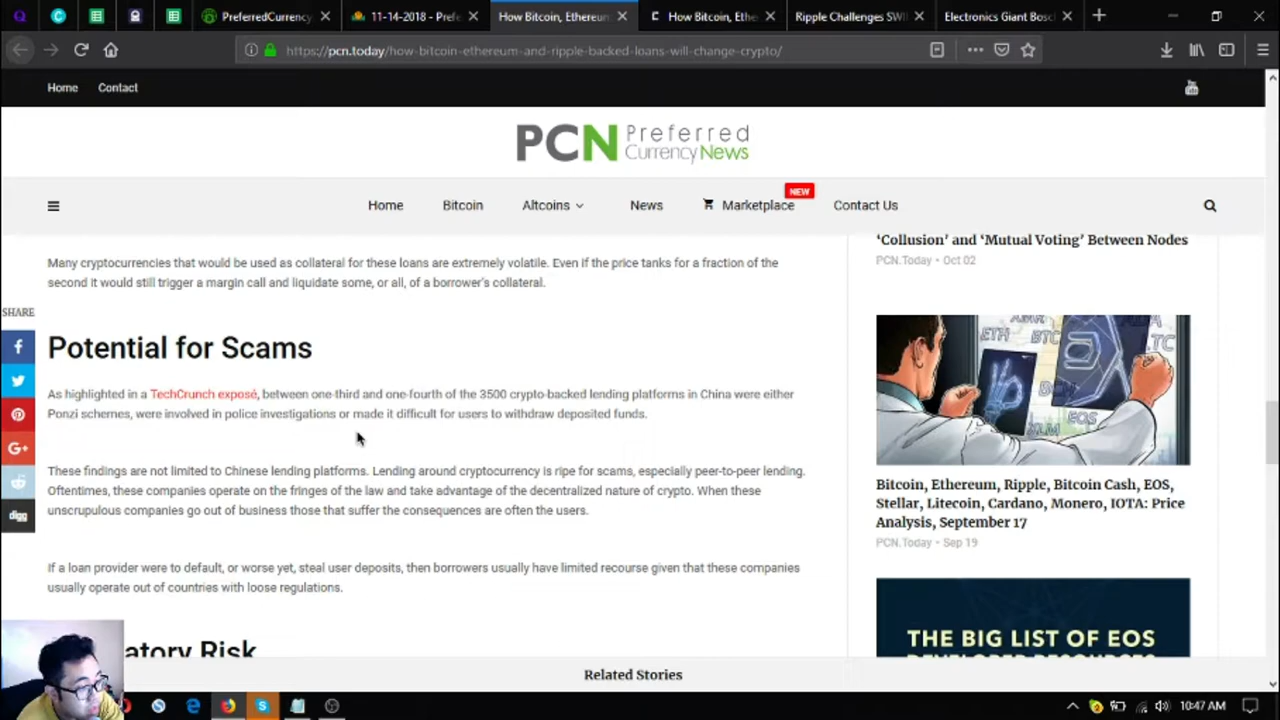 PreferredCurrency
11-14-2018 - Prefe
How Bitcoin, Ethereum
How Bitcoin, Ethe
Ripple Challenges SWI
Electronics Giant Bosc
https://pcn.today/how-bitcoin-ethereum-and-ripple-backed-loans-will-change-crypto/
Home Contact
PCN Preferred
CurrencyNews
NEW
Home Bitcoin Altcoins News Marketplace Contact Us
Many cryptocurrencies that would be used as collateral for these loans are extremely volatile. Even if the price tanks for a fraction of the
second it would still trigger a margin call and liquidate some, or all, of a borrower's collateral.
SHARE
Potential for Scams
As highlighted in a TechCrunch exposé, between one-third and one-fourth of the 3500 crypto-backed lending platforms in China were either
Ponzi schemes, were involved in police investigations or made it difficult for users to withdraw deposited funds.
These findings are not limited to Chinese lending platforms. Lending around cryptocurrency is ripe for scams, especially peer-to-peer lending.
Oftentimes, these companies operate on the fringes of the law and take advantage of the decentralized nature of crypto. When these
unscrupulous companies go out of business those that suffer the consequences are often the users.
If a loan provider were to default, or worse yet, steal user deposits, then borrowers usually have limited recourse given that these companies
usually operate out of countries with loose regulations.
atory Risk
G+
digg
'Collusion' and 'Mutual Voting' Between Nodes
PCN.Today • Oct 02
ETH
BTC
LTC
EOS
XLM
Bitcoin, Ethereum, Ripple, Bitcoin Cash, EOS,
Stellar, Litecoin, Cardano, Monero, IOTA: Price
Analysis, September 17
PCN.Today • Sep 19
THE BIG LIST OF EOS
Related Stories
10:47 AM